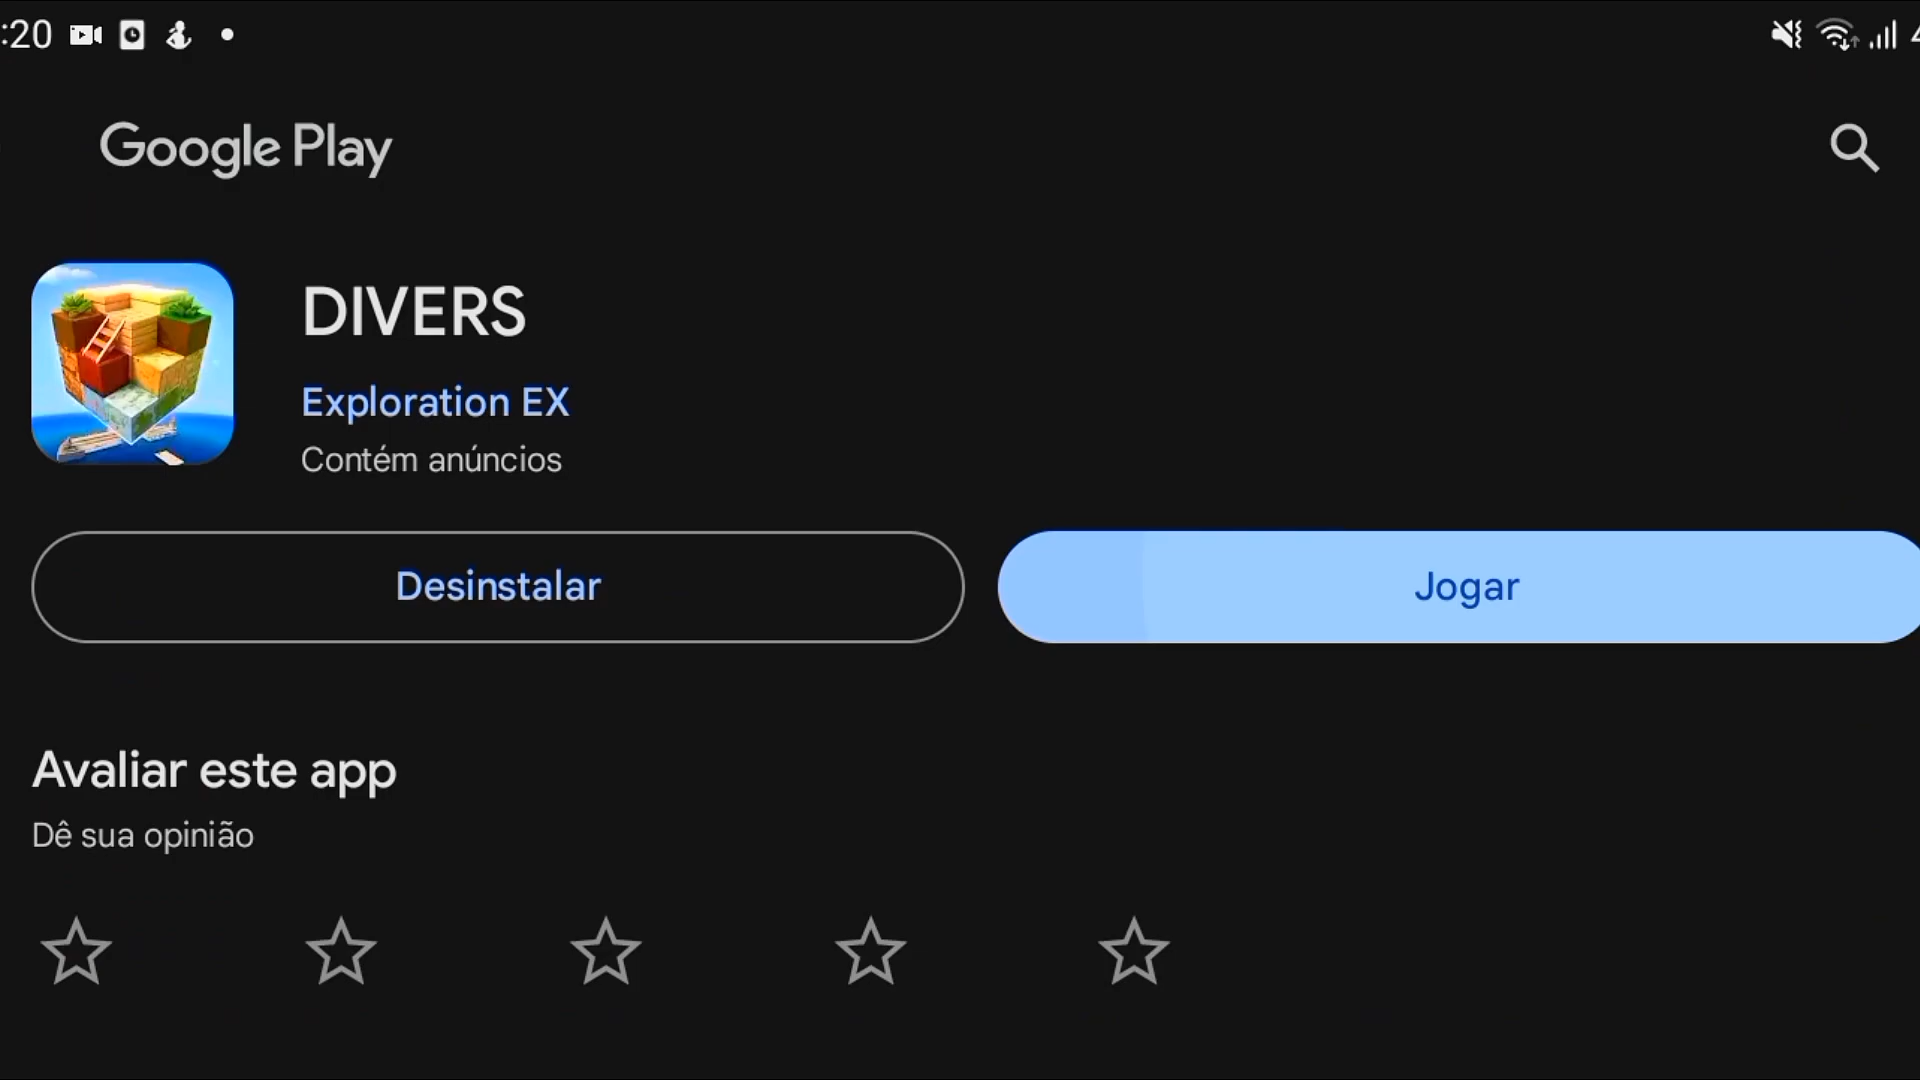 :20
Google Play
DIVERS
Exploration EX
Contém anúncios
Desinstalar
Jogar
Avaliar este app
Dê sua opinião